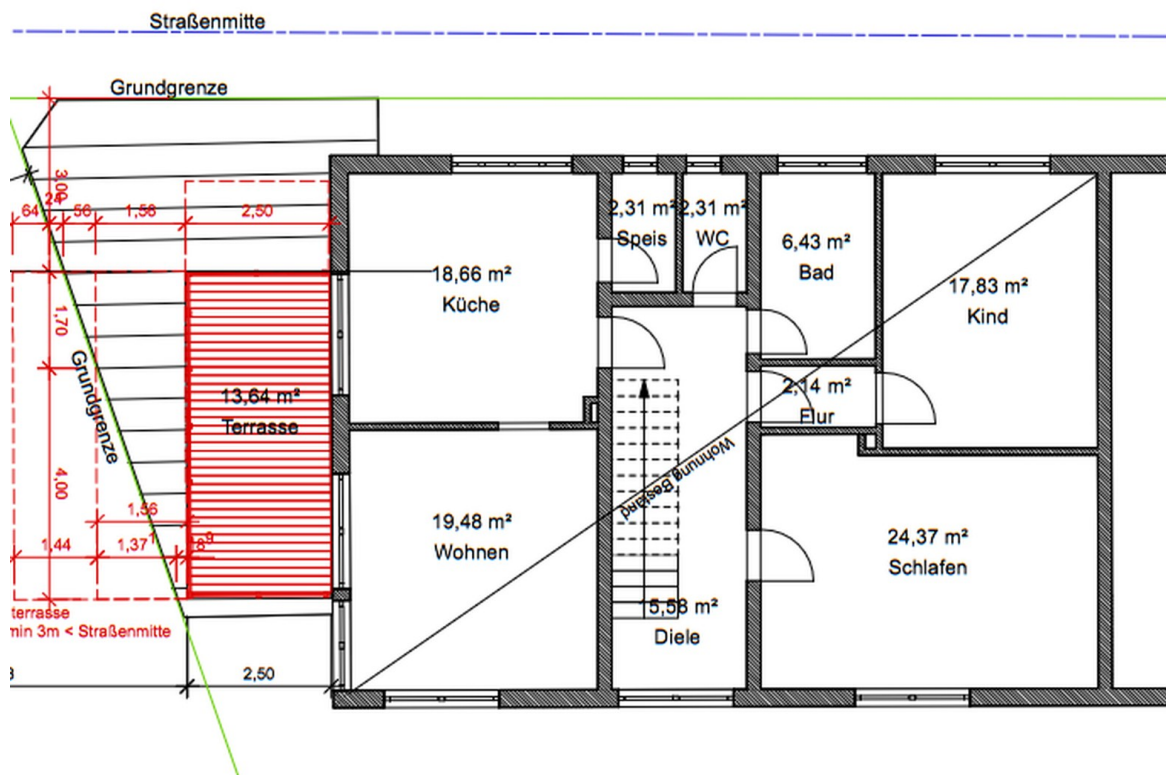 Straßenmitte
Grundgrenze
3,00
24
64
56
1,56
2,50
2,31 m²
Speis
2,31 m²
WC
6,43 m²
Bad
18,66 m²
Küche
17,83 m²
Kind
1,70
Grundgrenze
13,64 m²
Terrasse
2,14 m²
Flur
Wohnung Bestand
4,00
1,56
19,48 m²
Wohnen
24,37 m²
Schlafen
1,44
1,37
terrasse
min 3m < Straßenmitte
15,58 m²
Diele
2,50